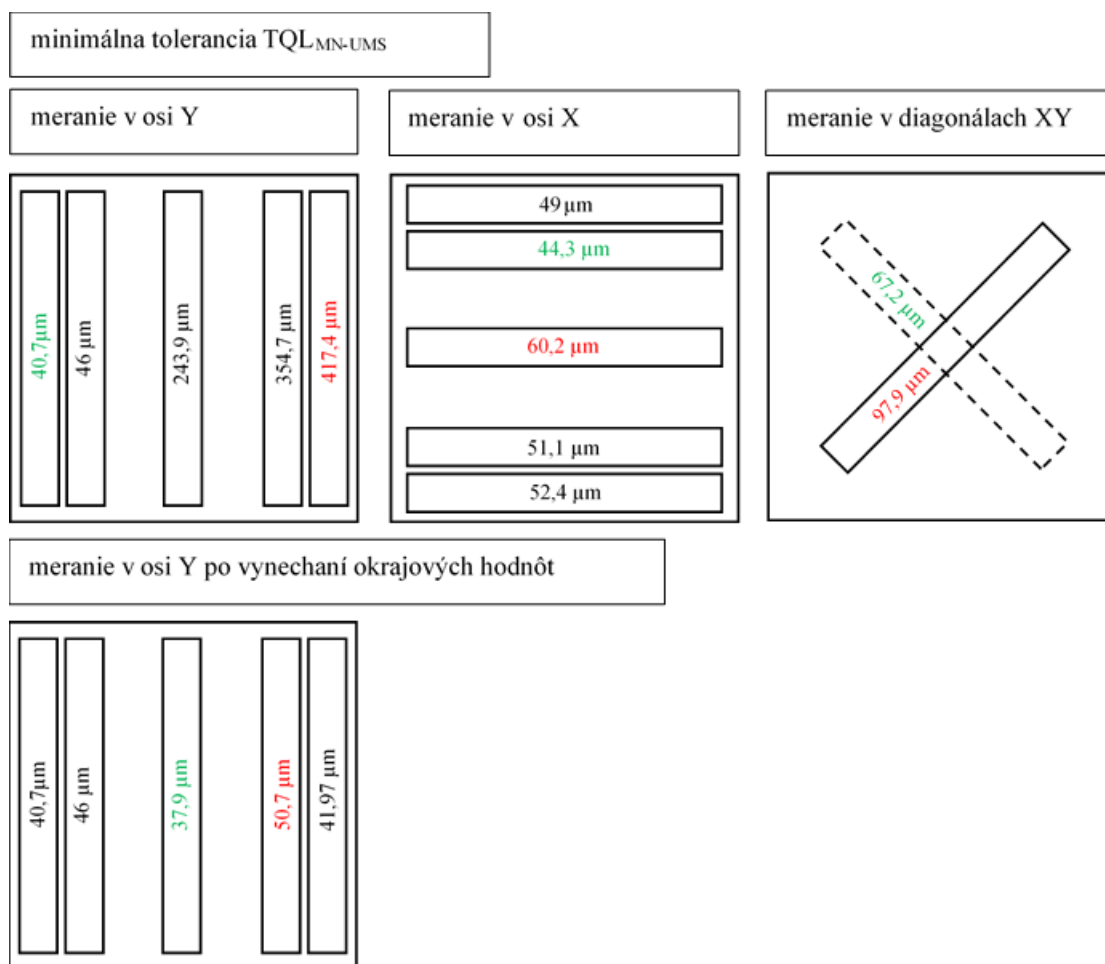 minimálna tolerancia TQLMN-UMS
meranie v osi Y
meranie v osi X
meranie v diagonálach XY
40,7µm
46 µm
243,9 µm
354,7 µm
417,4 µm
49 µm
44,3 µm
60,2 µm
51,1 µm
52,4 µm
67,2 µm
97,9 µm
meranie v osi Y po vynechaní okrajových hodnôt
40,7µm
46 µm
37,9 µm
50,7 µm
41,97 µm